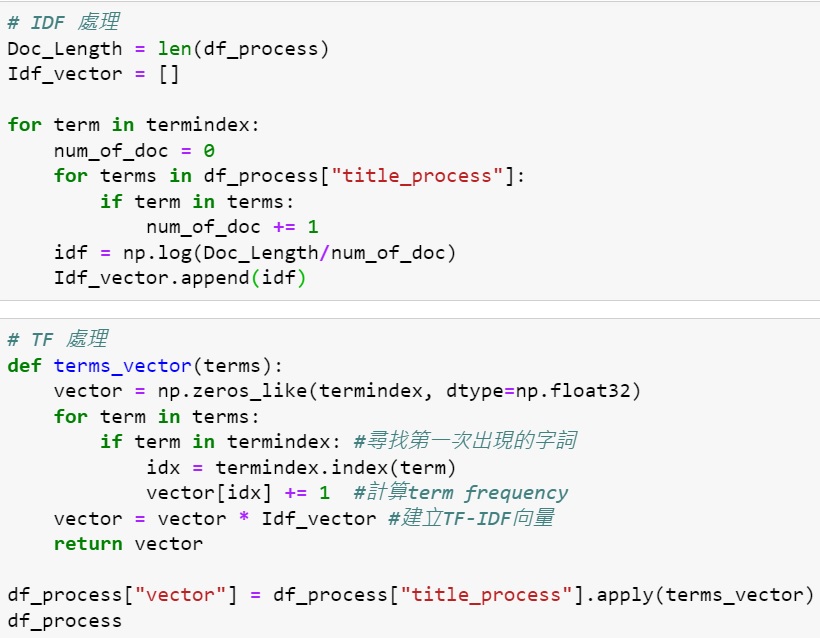 # IDF 處理
Doc_Length = len(df_process)
Idf_vector = []
for term in termindex:
    num_of_doc = 0
    for terms in df_process["title_process"]:
        if term in terms:
            num_of_doc += 1
    idf = np.log(Doc_Length/num_of_doc)
    Idf_vector.append(idf)
# TF 處理
def terms_vector(terms):
    vector = np.zeros_like(termindex, dtype=np.float32)
    for term in terms:
        if term in termindex: #尋找第一次出現的字詞
            idx = termindex.index(term)
            vector[idx] += 1  #計算term frequency
    vector = vector * Idf_vector #建立TF-IDF向量
    return vector
df_process["vector"] = df_process["title_process"].apply(terms_vector)
df_process